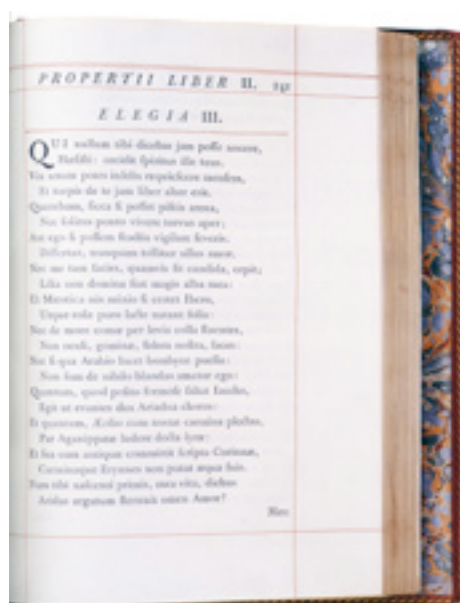 PROPERTII LIBER II. 241
ELEGIA III.
QUI nullam tibi dicebas jam posse nocere,
Hæsisti: occidit spiritus ille tuus.
Vix unum potes infelix requiescere mensem,
Et turpis de te jam liber alter erit.
Quærebam, sicca si posset piscis arena,
Nec solitus ponto vivere torvus aper;
Aut ego si possem studiis vigilare severis.
Differtur, nunquam tollitur ullus amor.
Nec me tam facies, quamvis sit candida, cepit;
Lilia non domina sint magis alba mea:
Et Mæotica nix minio si certet Ibero,
Utque rosæ puro lacte natant folia:
Nec de more comæ per levia colla fluentes,
Non oculi, geminæ, sidera nostra, faces:
Nec si qua Arabio lucet bombyce puella:
Non sum de nihilo blandus amator ego:
Quantum, quod posito formose saltat Iaccho,
Egit ut evantes dux Ariadna choros:
Et quantum, Æolio cum tentat carmina plectro,
Par Aganippææ ludere docta lyræ:
Et sua cum antiquæ committit scripta Corinnæ,
Carminaque Erynnes non putat æqua suis.
Num tibi nascenti primis, mea vita, diebus
Aridus argutum sternuit omen Amor?
Hæc